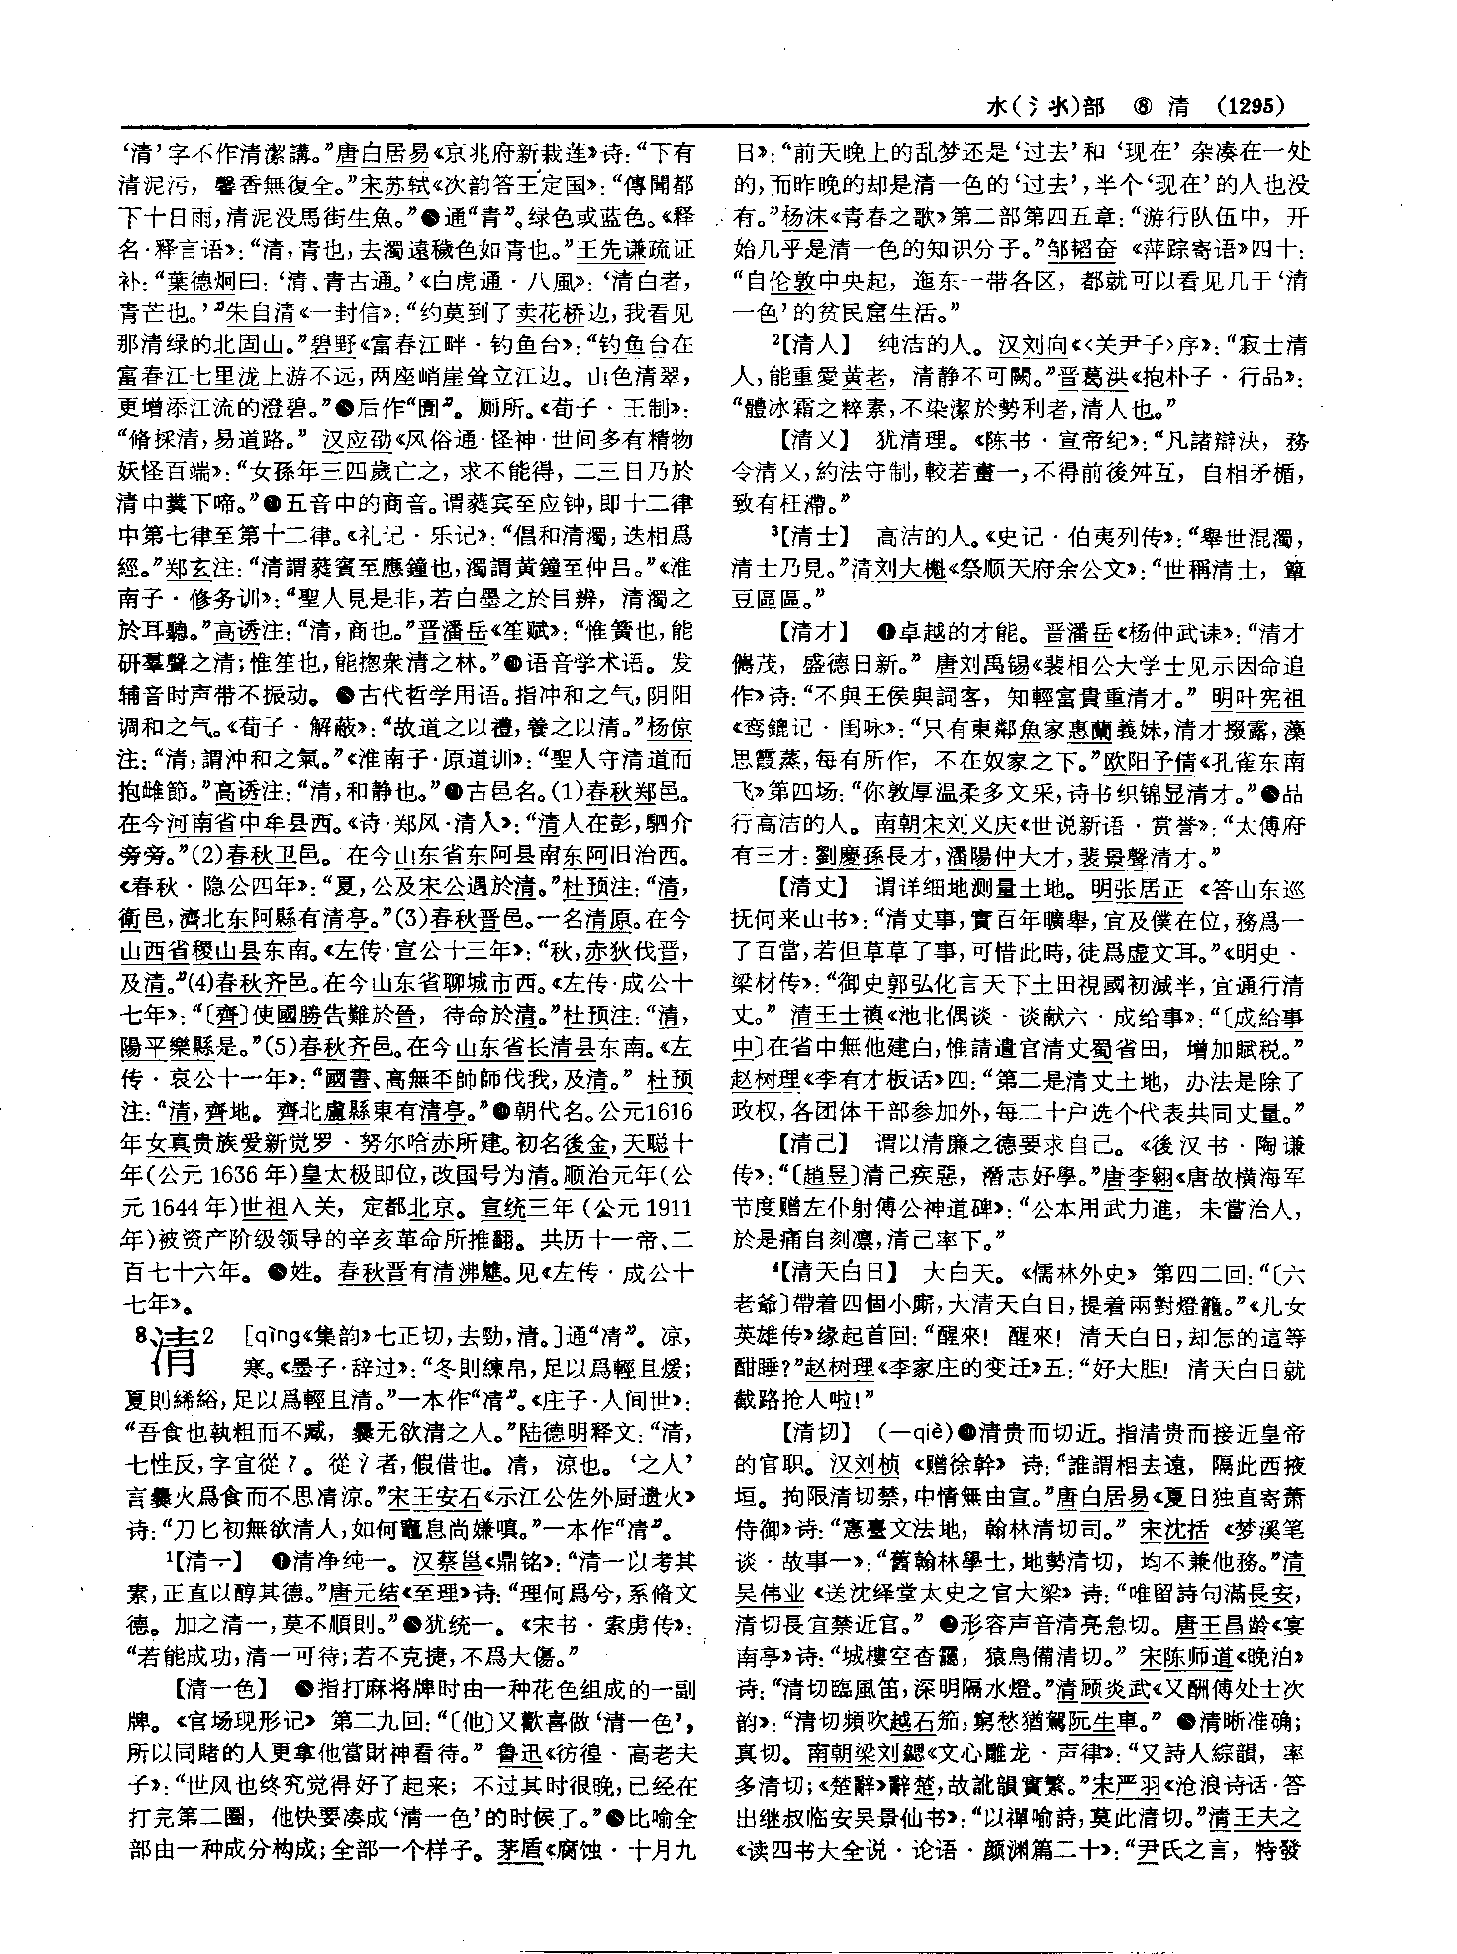 水(氵氺)部 ⑧ 清 (1295)
‘清’字不作清潔講。”唐白居易《京兆府新栽莲》诗：“下有
清泥污，馨香無復全。”宋苏轼《次韵答王定国》：“傳聞都
下十日雨，清泥没馬街生魚。”通“青”。绿色或蓝色。《释
名·释言语》：“清，青也，去濁遠穢色如青也。”王先谦疏证
补：“葉德炯曰：‘清、青古通。’《白虎通·八風》：‘清白者，
青芒也。’”朱自清《一封信》：“约莫到了卖花桥边，我看见
那清绿的北固山。”碧野《富春江畔·钓鱼台》：“钓鱼台在
富春江七里泷上游不远，两座峭崖耸立江边。山色清翠，
更增添江流的澄碧。”后作“圊”。厕所。《荀子·王制》：
“脩採清，易道路。”汉应劭《风俗通·怪神·世间多有精物
妖怪百端》：“女孫年三四歲亡之，求不能得，二三日乃於
清中糞下啼。”五音中的商音。谓蕤宾至应钟，即十二律
中第七律至第十二律。《礼记·乐记》：“倡和清濁，迭相爲
經。”郑玄注：“清謂蕤賓至應鐘也，濁謂黄鐘至仲吕。”《淮
南子·修务训》：“聖人見是非，若白墨之於目辨，清濁之
於耳聽。”高诱注：“清，商也。”晋潘岳《笙赋》：“惟簧也，能
研羣聲之清；惟笙也，能揔衆清之林。”语音学术语。发
辅音时声带不振动。古代哲学用语。指冲和之气，阴阳
调和之气。《荀子·解蔽》：“故道之以禮，養之以清。”杨倞
注：“清，謂沖和之氣。”《淮南子·原道训》：“聖人守清道而
抱雌節。”高诱注：“清，和静也。”古邑名。(1)春秋郑邑。
在今河南省中牟县西。《诗·郑风·清人》：“清人在彭，駟介
旁旁。”(2)春秋卫邑。在今山东省东阿县南东阿旧治西。
《春秋·隐公四年》：“夏，公及宋公遇於清。”杜预注：“清，
衛邑，濟北东阿縣有清亭。”(3)春秋晋邑。一名清原。在今
山西省稷山县东南。《左传·宣公十三年》：“秋，赤狄伐晋，
及清。”(4)春秋齐邑。在今山东省聊城市西。《左传·成公十
七年》：“〔齊〕使國勝告難於晉，待命於清。”杜预注：“清，
陽平樂縣是。”(5)春秋齐邑。在今山东省长清县东南。《左
传·哀公十一年》：“國書、高無丕帥師伐我，及清。”杜预
注：“清，齊地。齊北盧縣東有清亭。”朝代名。公元1616
年女真贵族爱新觉罗·努尔哈赤所建。初名後金，天聪十
年(公元1636年)皇太极即位，改国号为清。顺治元年(公
元1644年)世祖入关，定都北京。宣统三年(公元1911
年)被资产阶级领导的辛亥革命所推翻。共历十一帝、二
百七十六年。姓。春秋晋有清沸魋。见《左传·成公十
七年》。
8清2 [qìng《集韵》七正切，去勁，清。]通“凊”。凉，
寒。《墨子·辞过》：“冬則練帛，足以爲輕且煖；
夏則絺綌，足以爲輕且清。”一本作“凊”。《庄子·人间世》：
“吾食也執粗而不臧，爨无欲清之人。”陆德明释文：“清，
七性反，字宜從冫。從氵者，假借也。凊，涼也。‘之人’
言爨火爲食而不思凊涼。”宋王安石《示江公佐外厨遗火》
诗：“刀匕初無欲清人，如何竈息尚嫌嗔。”一本作“凊”。
1【清一】 ❶清净纯一。汉蔡邕《鼎铭》：“清一以考其
素，正直以醇其德。”唐元结《至理》诗：“理何爲兮，系脩文
德。加之清一，莫不順則。”❷犹统一。《宋书·索虏传》：
“若能成功，清一可待；若不克捷，不爲大傷。”
【清一色】 ❶指打麻将牌时由一种花色组成的一副
牌。《官场现形记》第二九回：“〔他〕又歡喜做‘清一色’，
所以同賭的人更拿他當財神看待。”鲁迅《彷徨·高老夫
子》：“世风也终究觉得好了起来；不过其时很晚，已经在
打完第二圈，他快要凑成‘清一色’的时候了。”❷比喻全
部由一种成分构成；全部一个样子。茅盾《腐蚀·十月九
日》：“前天晚上的乱梦还是‘过去’和‘现在’杂凑在一处
的，而昨晚的却是清一色的‘过去’，半个‘现在’的人也没
有。”杨沫《青春之歌》第二部第四五章：“游行队伍中，开
始几乎是清一色的知识分子。”邹韬奋《萍踪寄语》四十：
“自伦敦中央起，迤东一带各区，都就可以看见几于‘清
一色’的贫民窟生活。”
2【清人】 纯洁的人。汉刘向《〈关尹子〉序》：“寂士清
人，能重愛黄老，清静不可闕。”晋葛洪《抱朴子·行品》：
“體冰霜之粹素，不染潔於勢利者，清人也。”
【清乂】 犹清理。《陈书·宣帝纪》：“凡諸辯決，務
令清乂，約法守制，較若畫一，不得前後舛互，自相矛楯，
致有枉滯。”
3【清士】 高洁的人。《史记·伯夷列传》：“舉世混濁，
清士乃見。”清刘大櫆《祭顺天府余公文》：“世稱清士，簞
豆區區。”
【清才】 ❶卓越的才能。晋潘岳《杨仲武诔》：“清才
儁茂，盛德日新。”唐刘禹锡《裴相公大学士见示因命追
作》诗：“不與王侯與詞客，知輕富貴重清才。”明叶宪祖
《鸾鎞记·闺咏》：“只有東鄰魚家惠蘭義妹，清才掇露，藻
思霞蒸，每有所作，不在奴家之下。”欧阳予倩《孔雀东南
飞》第四场：“你敦厚温柔多文采，诗书织锦显清才。”❷品
行高洁的人。南朝宋刘义庆《世说新语·赏誉》：“太傅府
有三才：劉慶孫長才，潘陽仲大才，裴景聲清才。”
【清丈】 谓详细地测量土地。明张居正《答山东巡
抚何来山书》：“清丈事，實百年曠舉，宜及僕在位，務爲一
了百當，若但草草了事，可惜此時，徒爲虚文耳。”《明史·
梁材传》：“御史郭弘化言天下土田視國初減半，宜通行清
丈。”清王士禛《池北偶谈·谈献六·成给事》：“〔成給事
中〕在省中無他建白，惟請遣官清丈蜀省田，增加賦税。”
赵树理《李有才板话》四：“第二是清丈土地，办法是除了
政权，各团体干部参加外，每二十户选个代表共同丈量。”
【清己】 谓以清廉之德要求自己。《後汉书·陶谦
传》：“〔趙昱〕清己疾惡，潛志好學。”唐李翱《唐故横海军
节度赠左仆射傅公神道碑》：“公本用武力進，未嘗治人，
於是痛自刻凛，清己率下。”
4【清天白日】 大白天。《儒林外史》第四二回：“〔六
老爺〕帶着四個小廝，大清天白日，提着兩對燈籠。”《儿女
英雄传》缘起首回：“醒來！醒來！清天白日，却怎的這等
酣睡？”赵树理《李家庄的变迁》五：“好大胆！清天白日就
截路抢人啦！”
【清切】 (—qiè)❶清贵而切近。指清贵而接近皇帝
的官职。汉刘桢《赠徐幹》诗：“誰謂相去遠，隔此西掖
垣。拘限清切禁，中情無由宣。”唐白居易《夏日独直寄萧
侍御》诗：“憲臺文法地，翰林清切司。”宋沈括《梦溪笔
谈·故事一》：“舊翰林學士，地勢清切，均不兼他務。”清
吴伟业《送沈绎堂太史之官大梁》诗：“唯留詩句滿長安，
清切長宜禁近官。”❷形容声音清亮急切。唐王昌龄《宴
南亭》诗：“城樓空杳靄，猿鳥備清切。”宋陈师道《晚泊》
诗：“清切臨風笛，深明隔水燈。”清顾炎武《又酬傅处士次
韵》：“清切頻吹越石笳，窮愁猶駕阮生車。”❸清晰准确；
真切。南朝梁刘勰《文心雕龙·声律》：“又詩人綜韻，率
多清切；《楚辭》辭楚，故訛韻實繁。”宋严羽《沧浪诗话·答
出继叔临安吴景仙书》：“以禪喻詩，莫此清切。”清王夫之
《读四书大全说·论语·颜渊篇二十》：“尹氏之言，特發